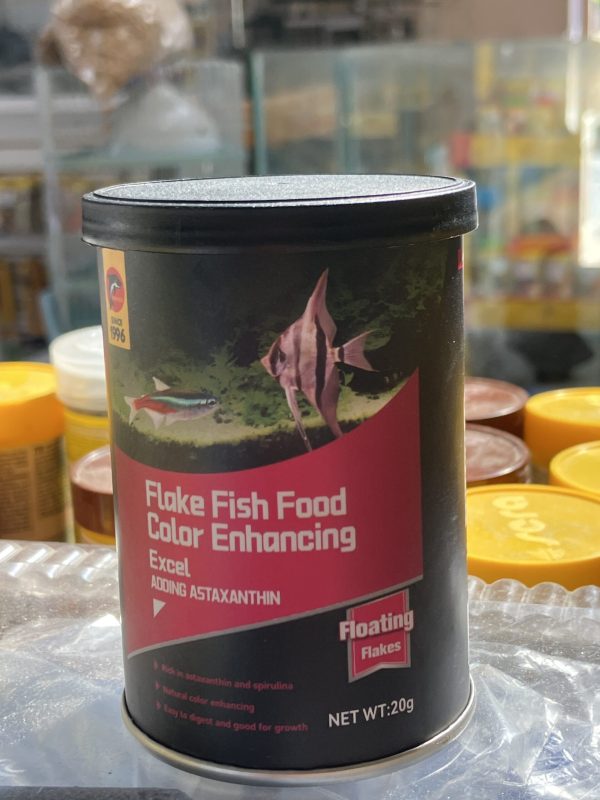 SINCE
1996
Flake Fish Food
Color Enhancing
Excel
ADDING ASTAXANTHIN
Floating
Flakes
Rich in astaxanthin and spirulina
Natural color enhancing
Easy to digest and good for growth
NET WT:20g